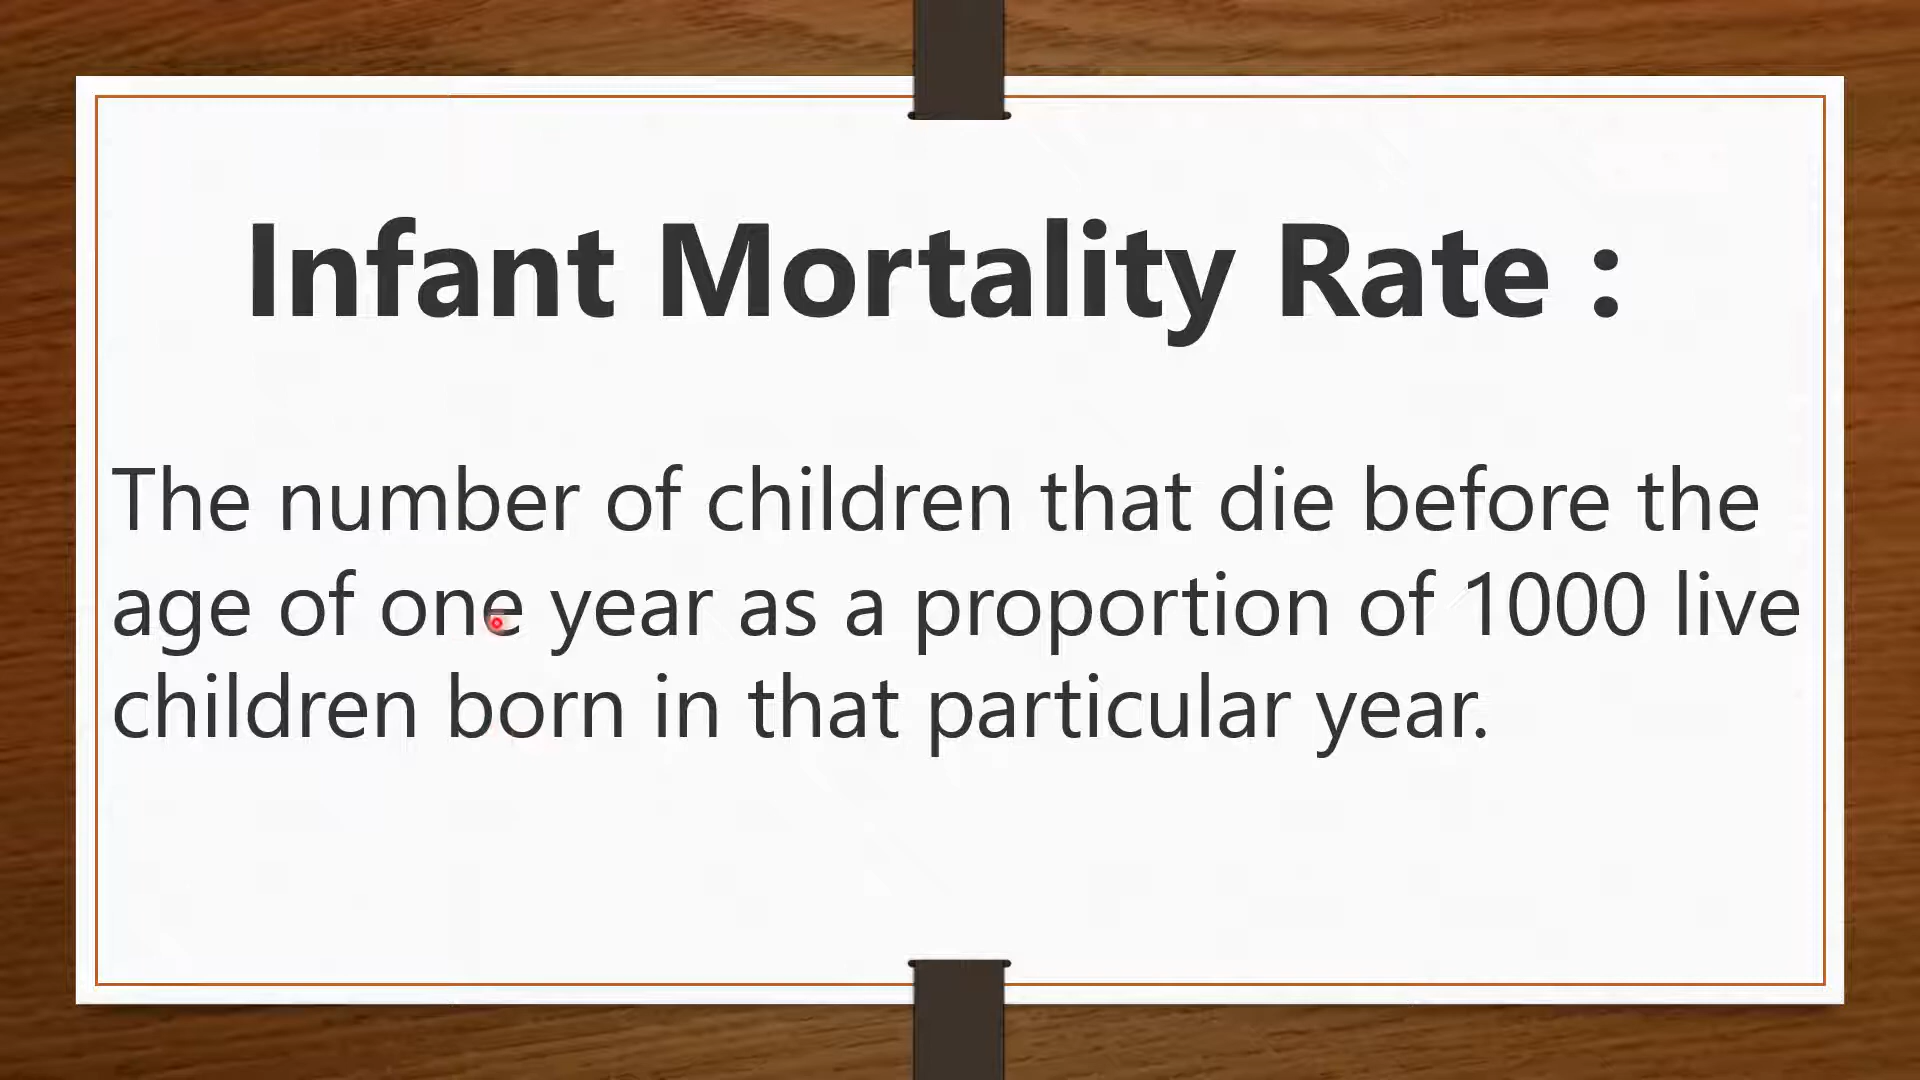 Infant Mortality Rate :
The number of children that die before the
age of one year as a proportion of 1000 live
children born in that particular year.